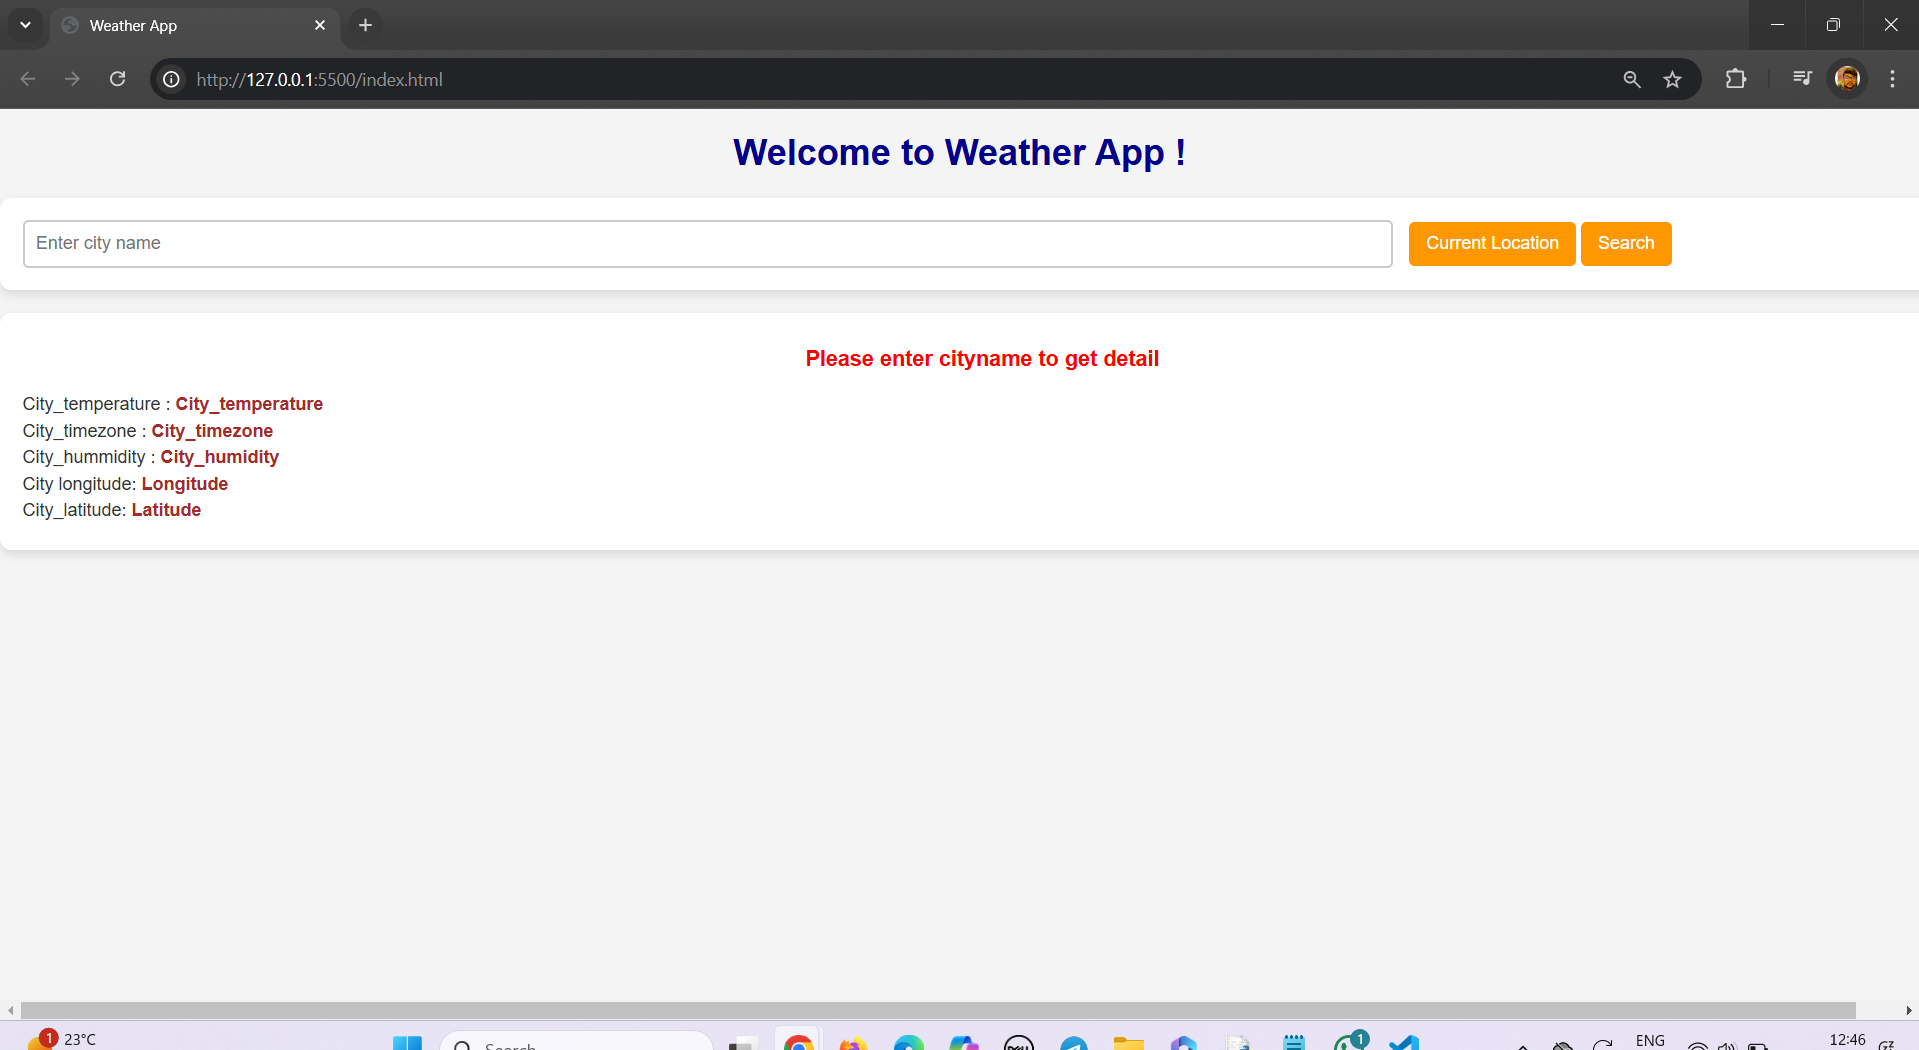 Weather App
http://127.0.0.1:5500/index.html
Welcome to Weather App !
Enter city name
Current Location
Search
Please enter cityname to get detail
City_temperature : City_temperature
City_timezone : City_timezone
City_hummidity : City_humidity
City longitude: Longitude
City_latitude: Latitude
1
23°C
Search
1
ENG
12:46